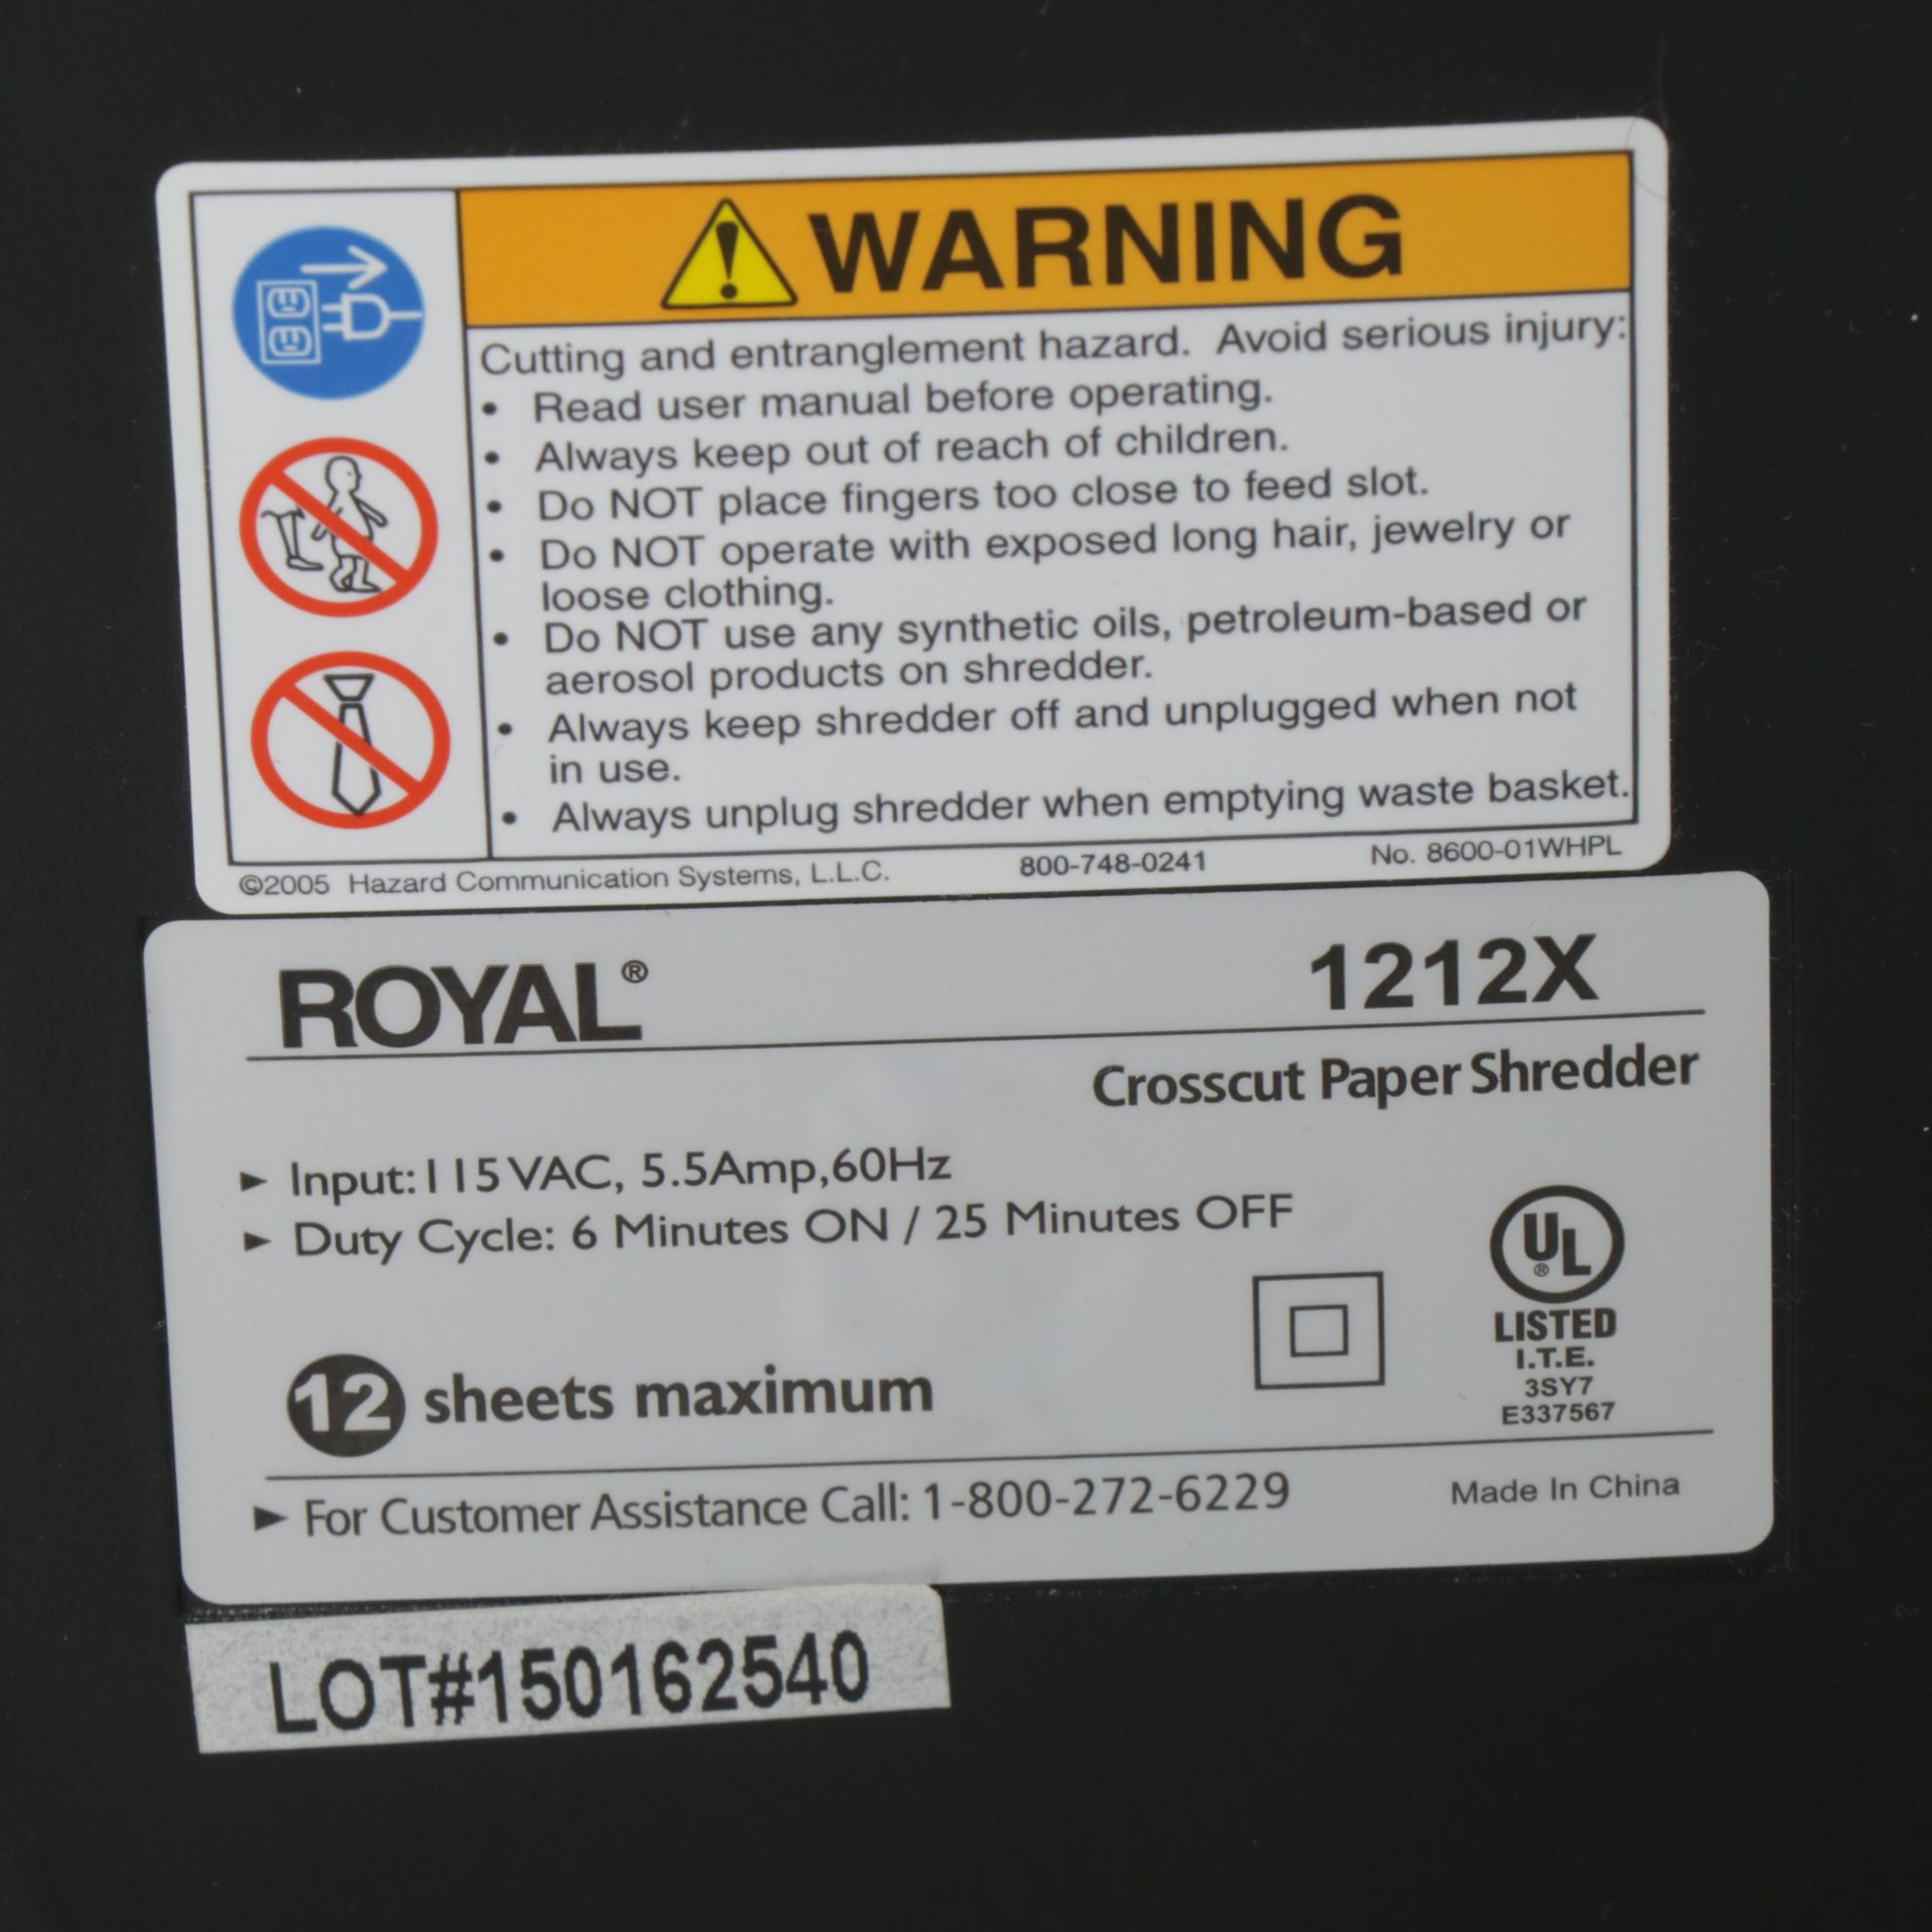 WARNING
Cutting and entranglement hazard. Avoid serious injury:
• Read user manual before operating.
• Always keep out of reach of children.
• Do NOT place fingers too close to feed slot.
• Do NOT operate with exposed long hair, jewelry or
loose clothing.
• Do NOT use any synthetic oils, petroleum-based or
aerosol products on shredder.
• Always keep shredder off and unplugged when not
in use.
• Always unplug shredder when emptying waste basket.
©2005 Hazard Communication Systems, L.L.C. 800-748-0241 No. 8600-01WHPL
ROYAL® 1212X
Crosscut Paper Shredder
► Input:115VAC, 5.5Amp,60Hz
► Duty Cycle: 6 Minutes ON / 25 Minutes OFF
UL®
LISTED
I.T.E.
3SY7
E337567
12 sheets maximum
► For Customer Assistance Call: 1-800-272-6229 Made In China
LOT#150162540